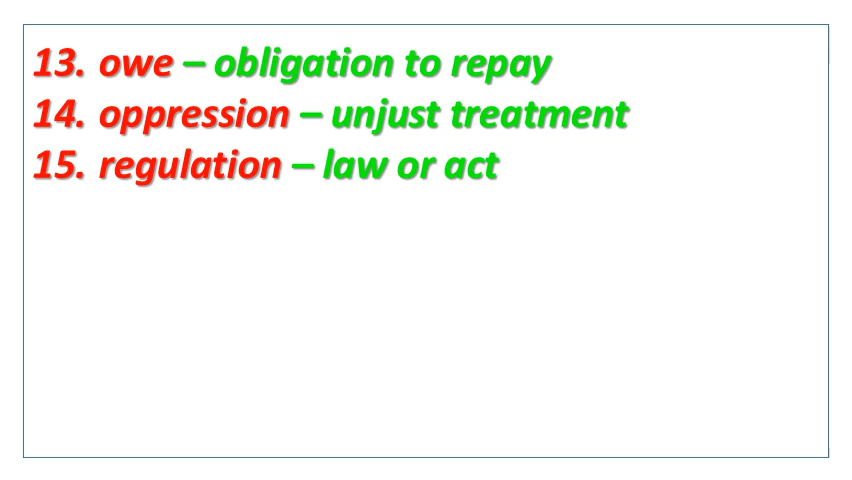 13. owe – obligation to repay
14. oppression – unjust treatment
15. regulation – law or act